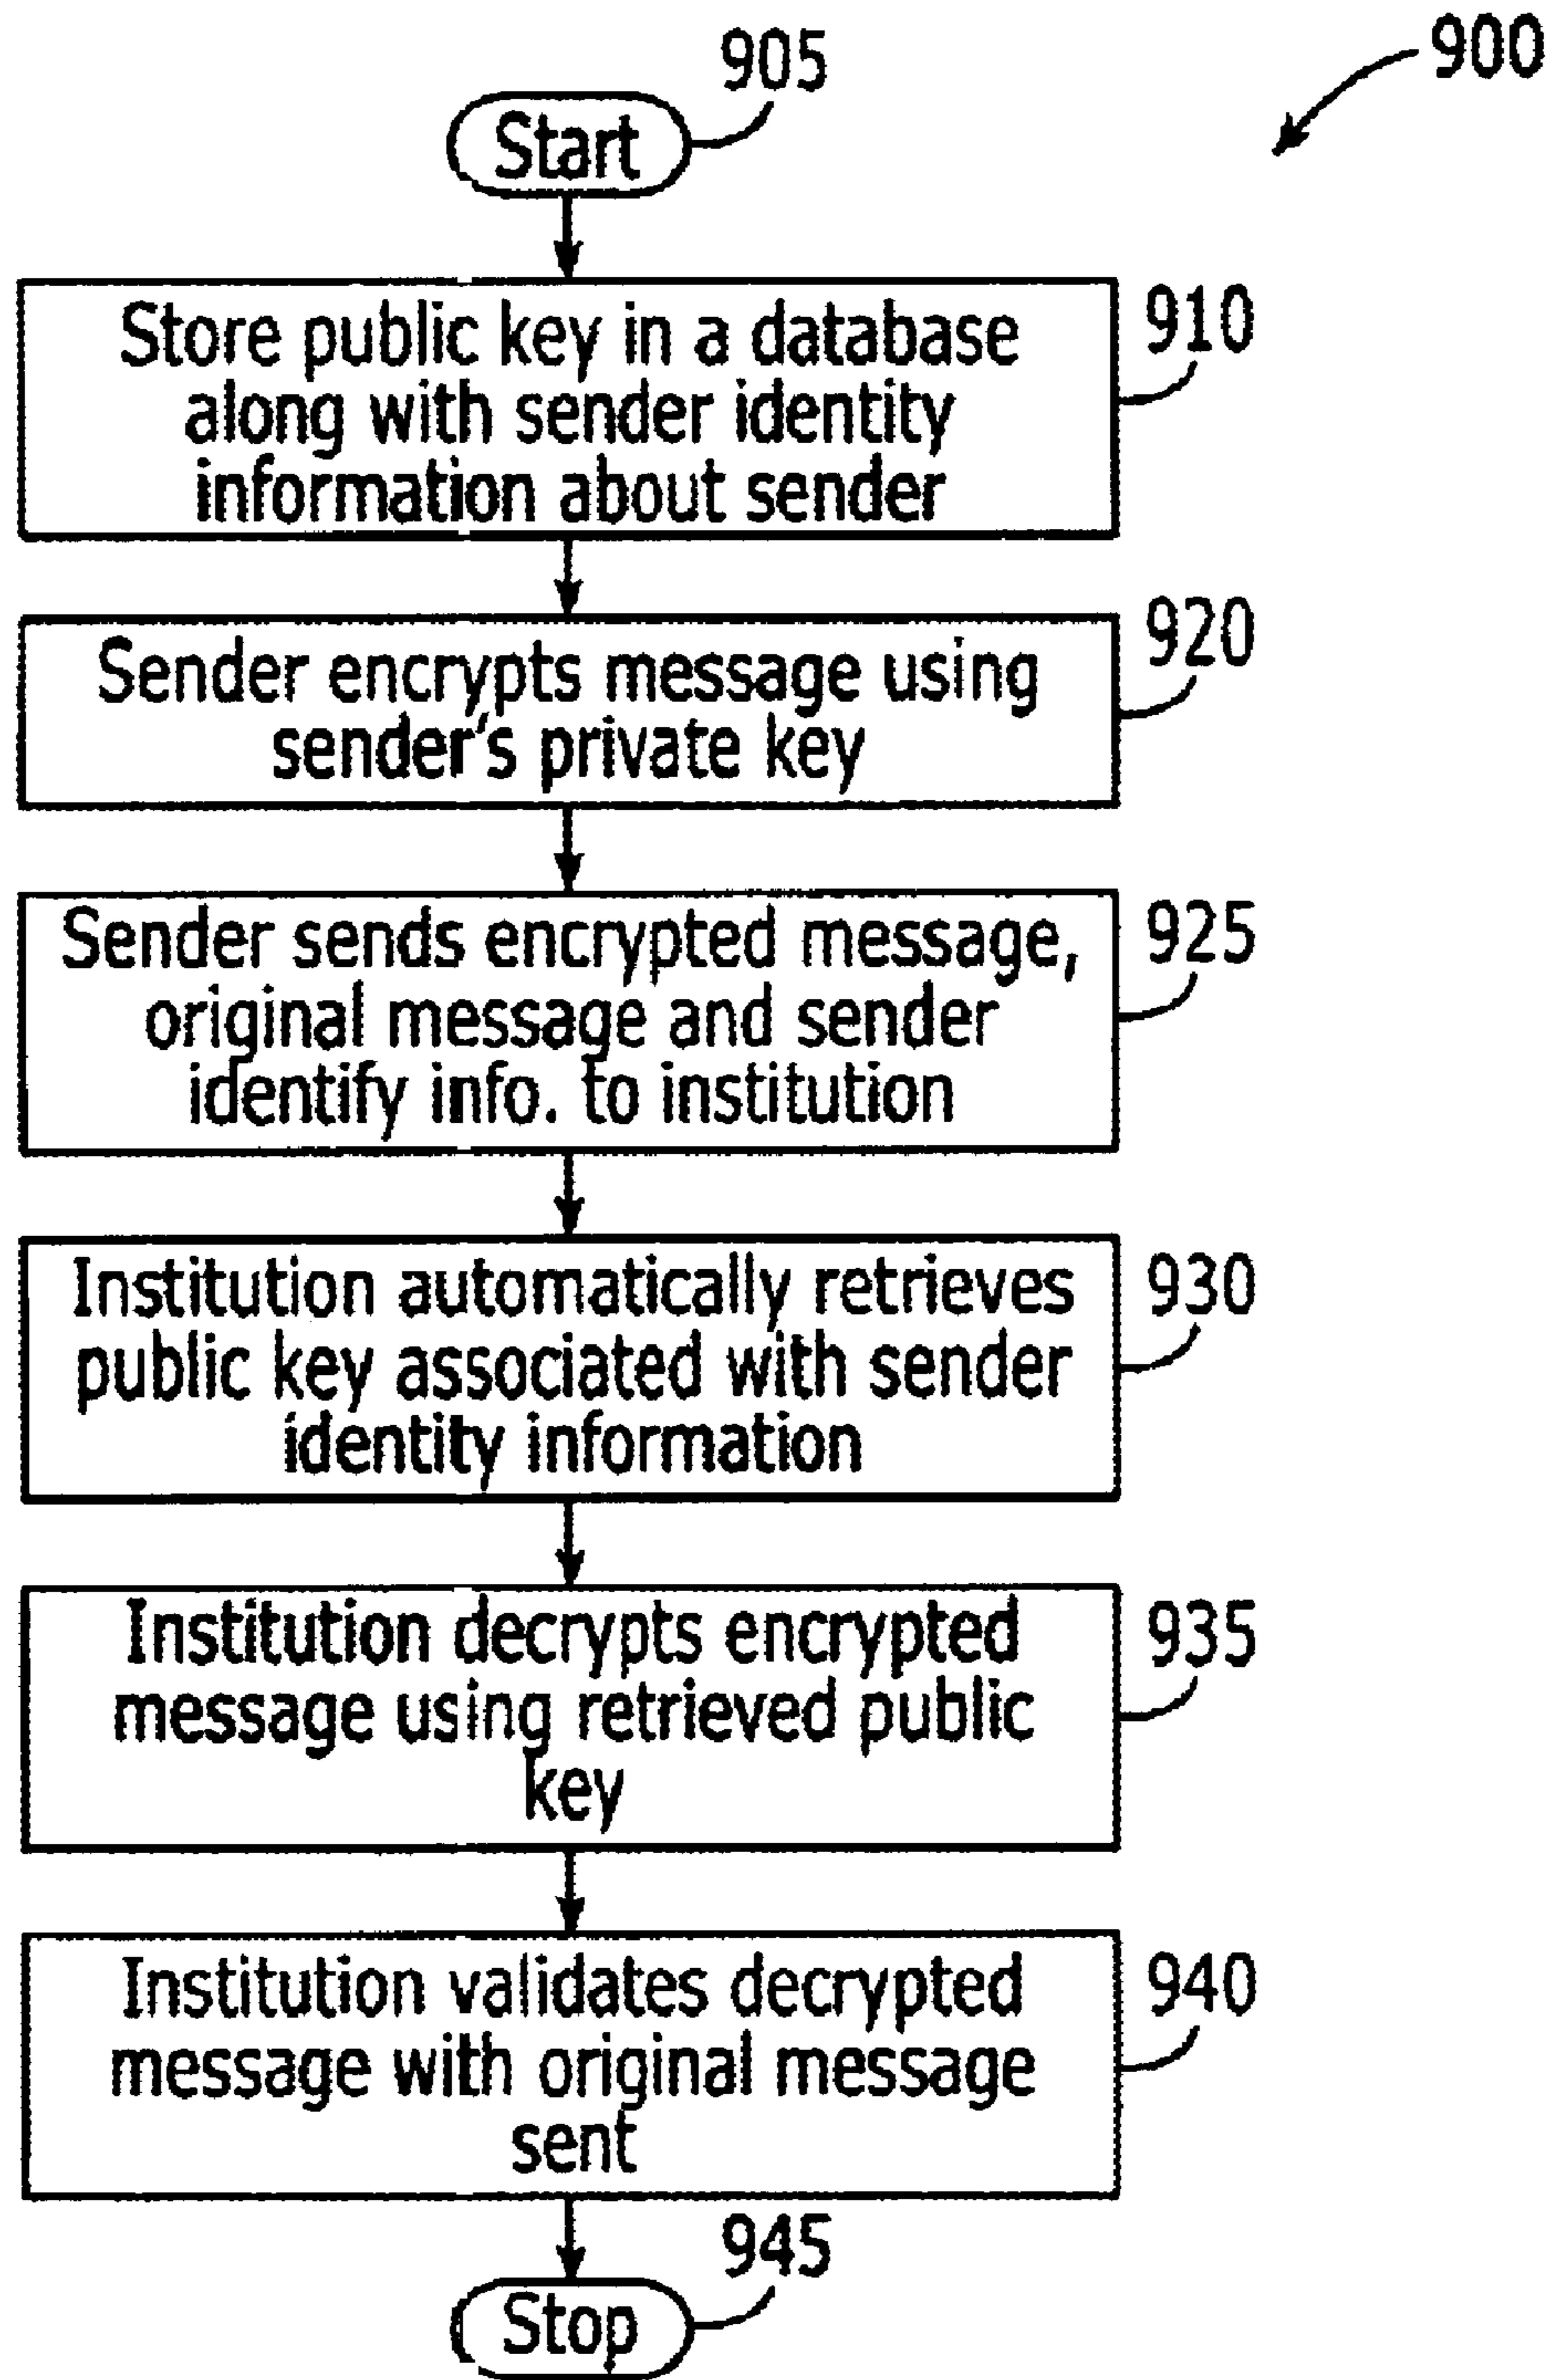 900
905
Start
Store public key in a database
along with sender identity
information about sender
910
Sender encrypts message using
sender's private key
920
Sender sends encrypted message,
original message and sender
identify info. to institution
925
Institution automatically retrieves
public key associated with sender
identity information
930
Institution decrypts encrypted
message using retrieved public
key
935
Institution validates decrypted
message with original message
sent
940
945
Stop